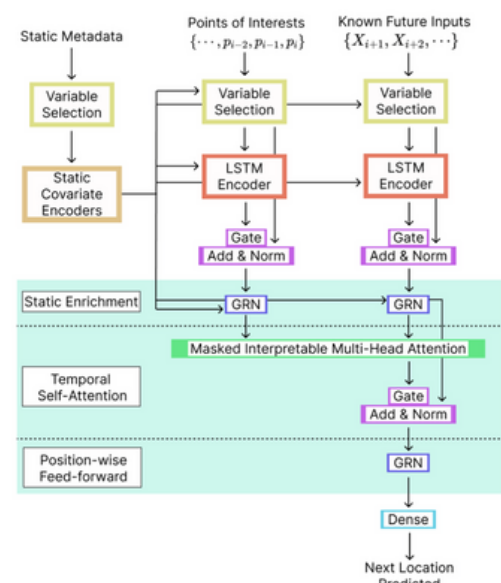 Static Metadata
Points of Interests
{⋯, p_{i-2}, p_{i-1}, p_i}
Known Future Inputs
{X_{i+1}, X_{i+2}, ⋯}
Variable
Selection
Variable
Selection
Variable
Selection
Static
Covariate
Encoders
LSTM
Encoder
LSTM
Encoder
Gate
Add & Norm
Gate
Add & Norm
Static Enrichment
GRN
GRN
Masked Interpretable Multi-Head Attention
Temporal
Self-Attention
Gate
Add & Norm
Position-wise
Feed-forward
GRN
Dense
Next Location
Predicted